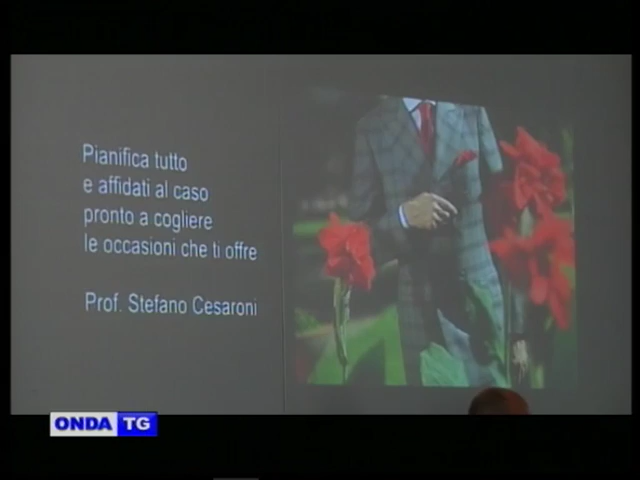 Pianifica tutto
e affidati al caso
pronto a cogliere
le occasioni che ti offre
Prof. Stefano Cesaroni
ONDA TG